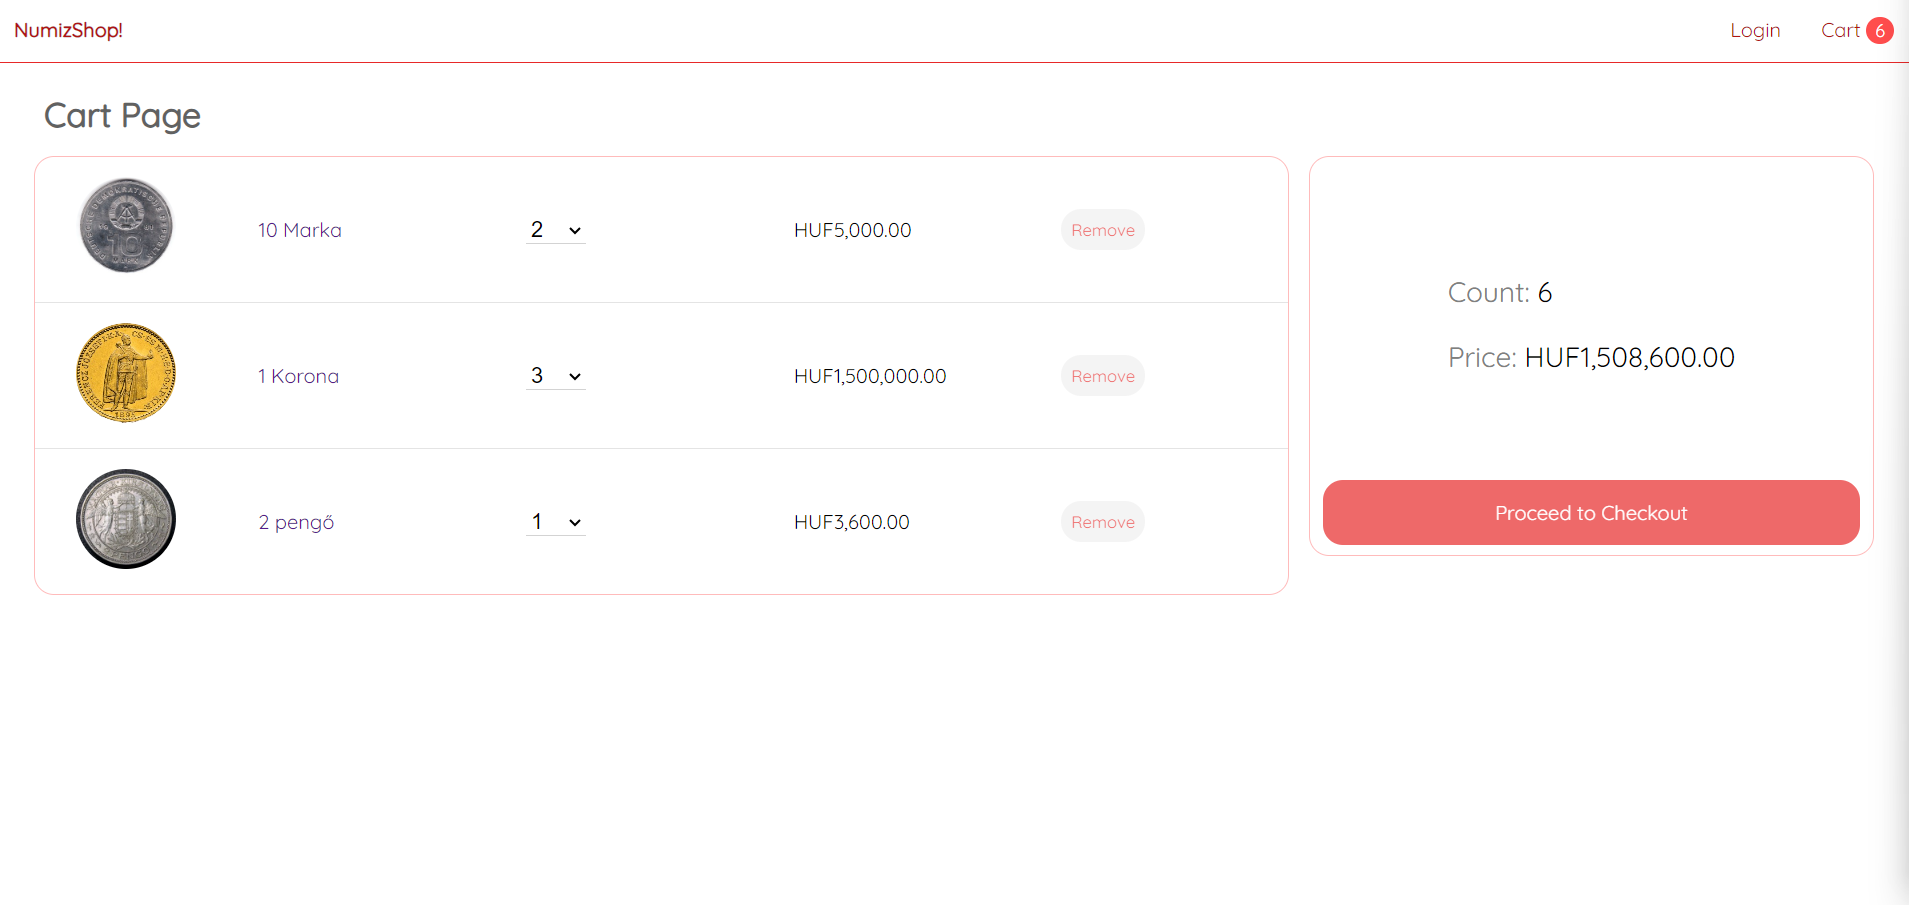 NumizShop!
Login
Cart 6
Cart Page
10 Marka
2
HUF5,000.00
Remove
1 Korona
3
HUF1,500,000.00
Remove
2 pengő
1
HUF3,600.00
Remove
Count: 6
Price: HUF1,508,600.00
Proceed to Checkout